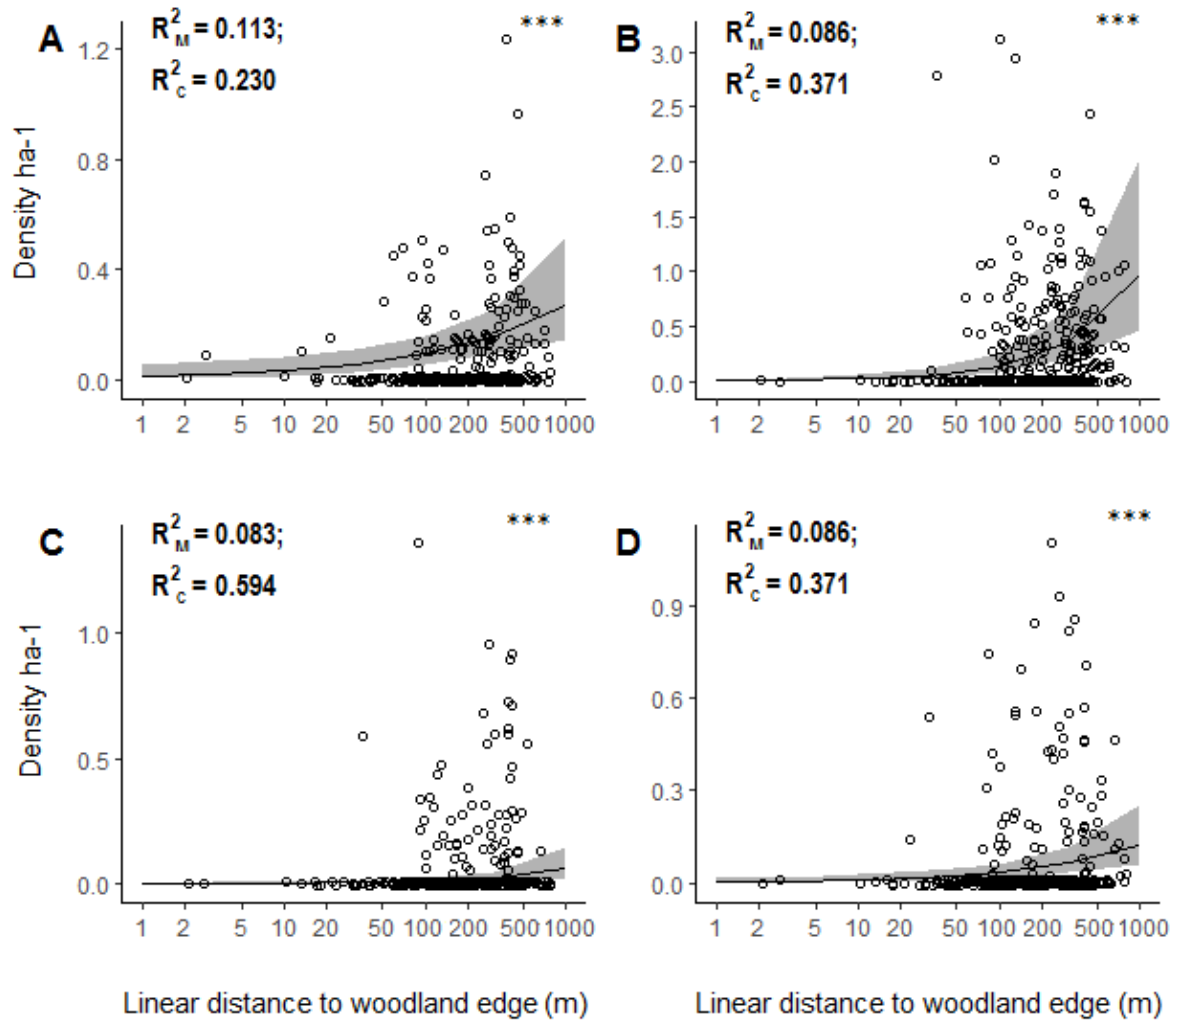 A
R²M = 0.113;
R²C = 0.230
***
Density ha-1
1.2
0.8
0.4
0.0
1 2 5 10 20 50 100 200 500 1000
B
R²M = 0.086;
R²C = 0.371
***
3.0
2.5
2.0
1.5
1.0
0.5
0.0
1 2 5 10 20 50 100 200 500 1000
C
R²M = 0.083;
R²C = 0.594
***
Density ha-1
1.0
0.5
0.0
1 2 5 10 20 50 100 200 500 1000
Linear distance to woodland edge (m)
D
R²M = 0.086;
R²C = 0.371
***
0.9
0.6
0.3
0.0
1 2 5 10 20 50 100 200 500 1000
Linear distance to woodland edge (m)